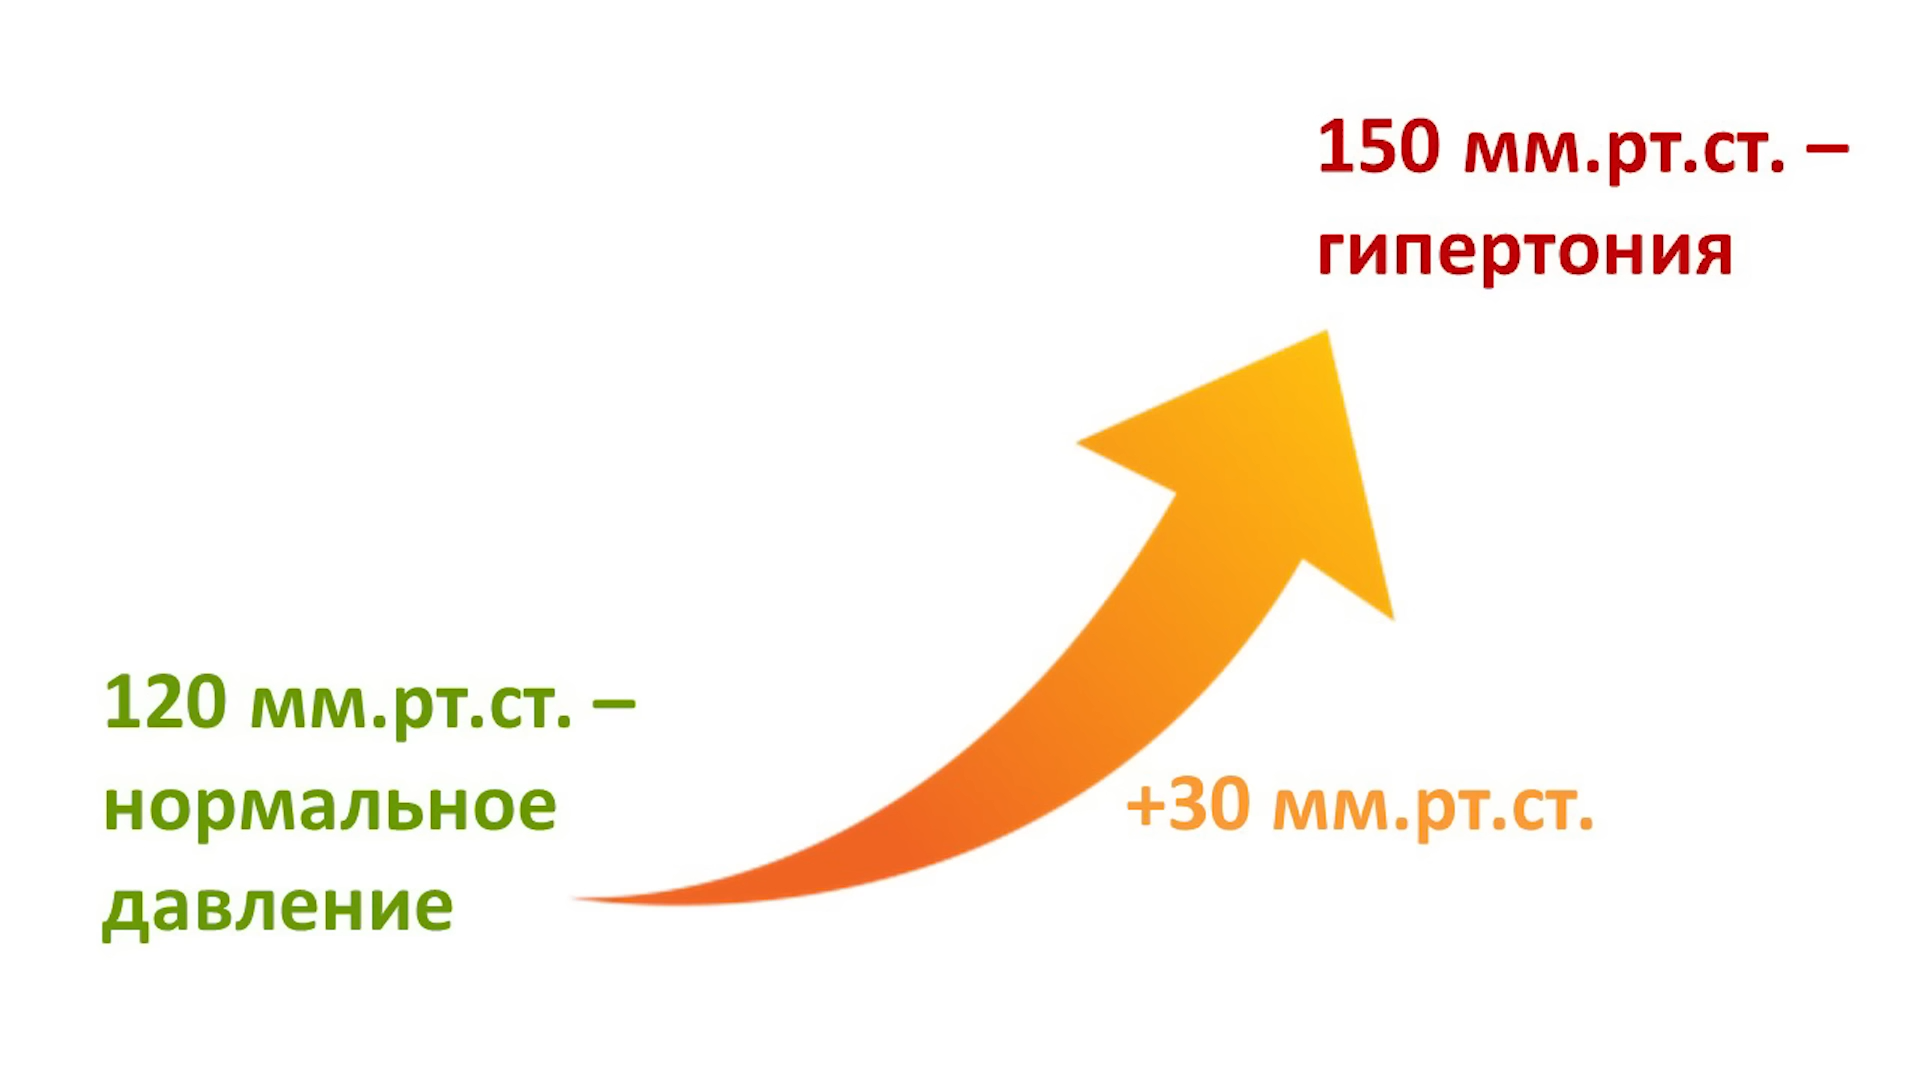 150 мм.рт.ст. –
гипертония
120 мм.рт.ст. –
нормальное
давление
+30 мм.рт.ст.